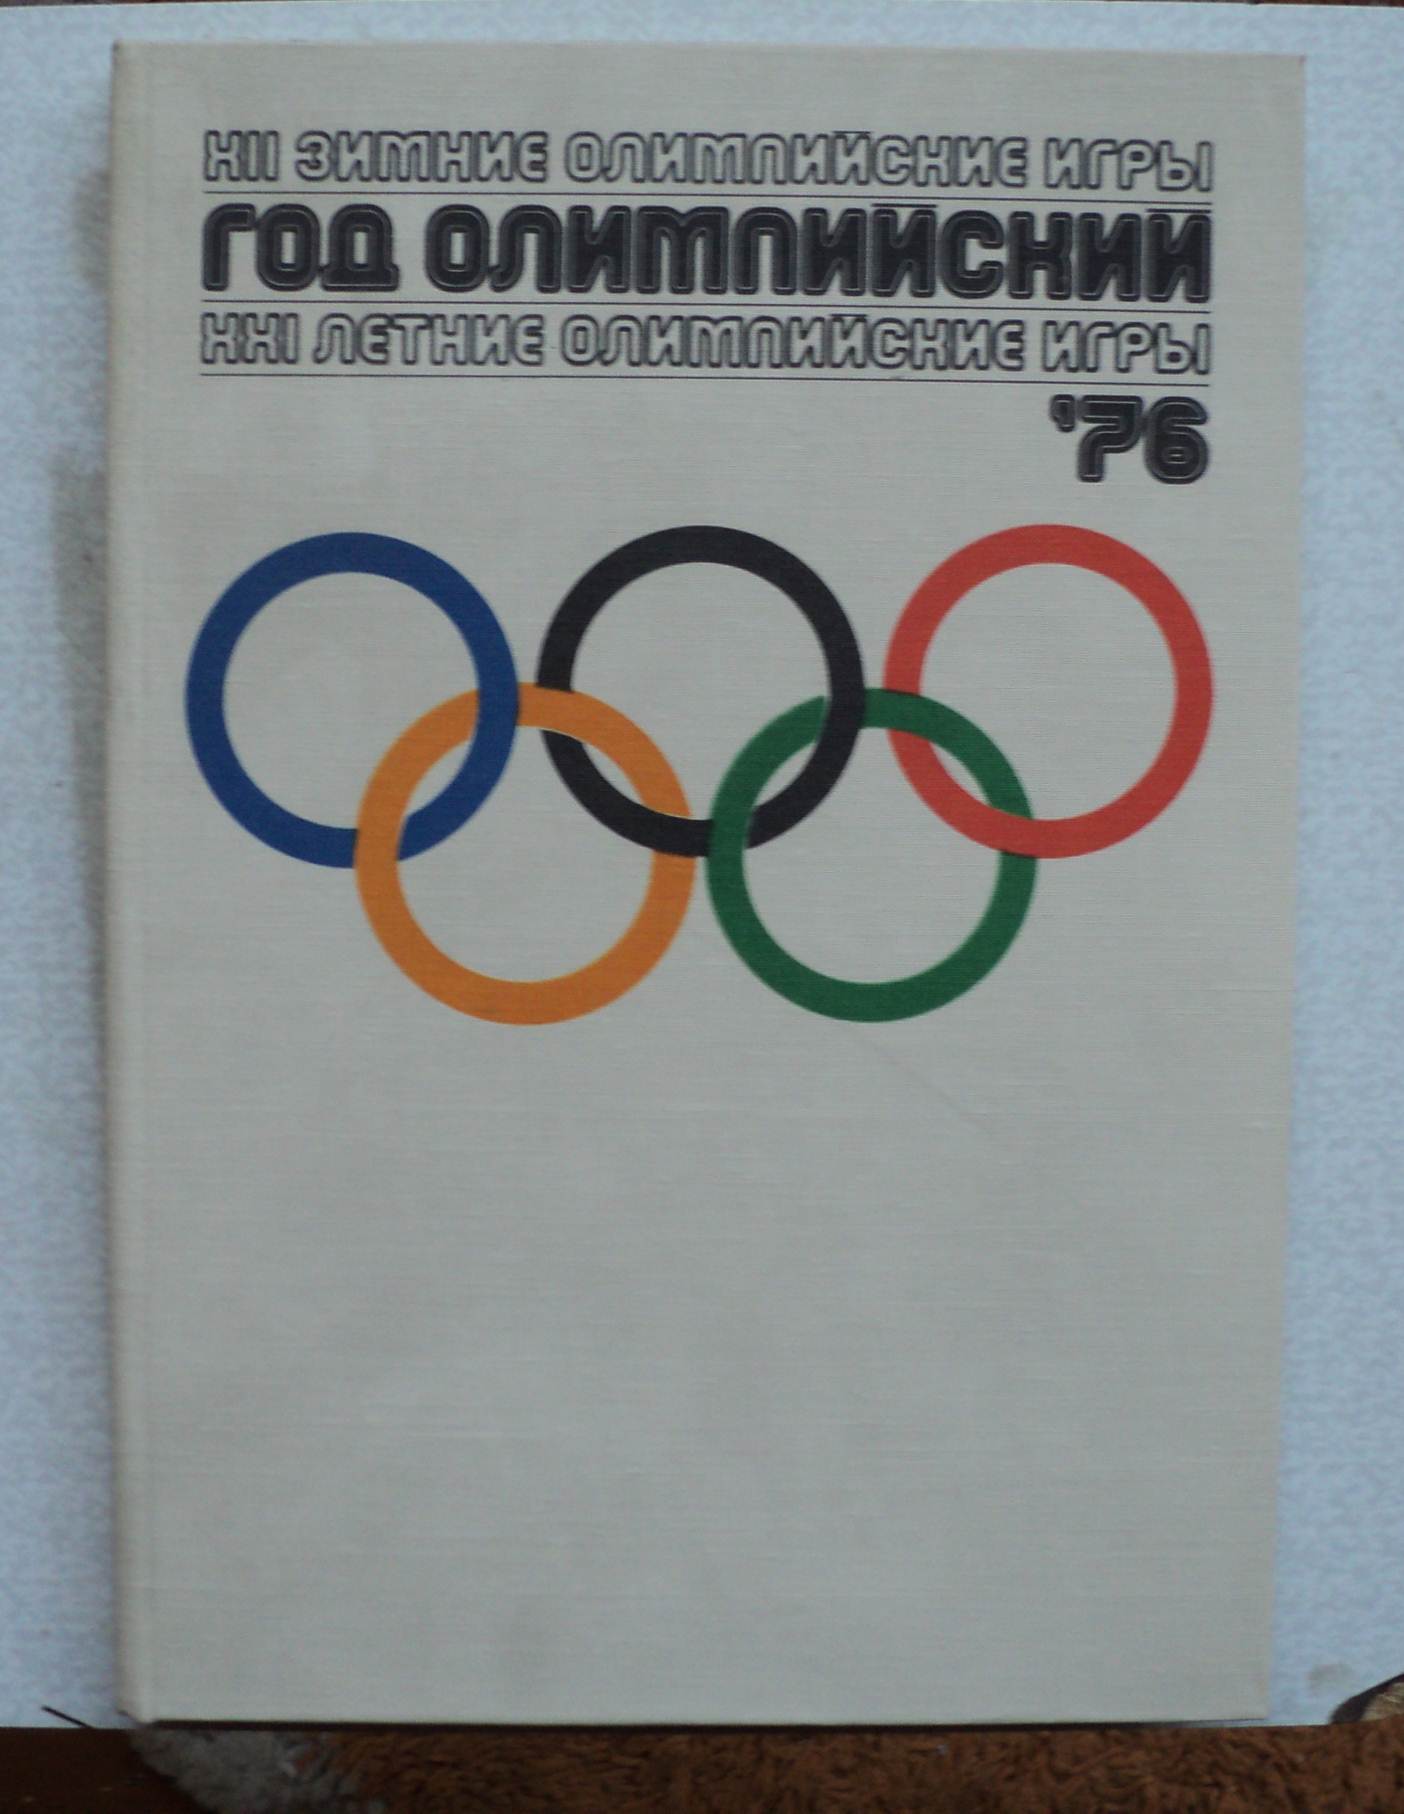 XII ЗИМНИЕ ОЛИМПИЙСКИЕ ИГРЫ
ГОД ОЛИМПИЙСКИЙ
XXI ЛЕТНИЕ ОЛИМПИЙСКИЕ ИГРЫ
'76